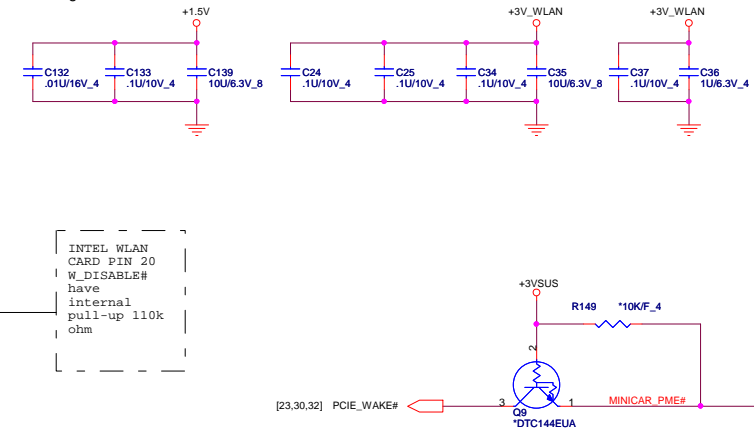 +1.5V
+3V_WLAN
+3V_WLAN
C132
.01U/16V_4
C133
.1U/10V_4
C139
10U/6.3V_8
C24
.1U/10V_4
C25
.1U/10V_4
C34
.1U/10V_4
C35
10U/6.3V_8
C37
.1U/10V_4
C36
1U/6.3V_4
INTEL WLAN
CARD PIN 20
W_DISABLE#
have
internal
pull-up 110k
ohm
+3VSUS
R149 *10K/F_4
2
[23,30,32] PCIE_WAKE#
3
1
MINICAR_PME#
Q9
*DTC144EUA